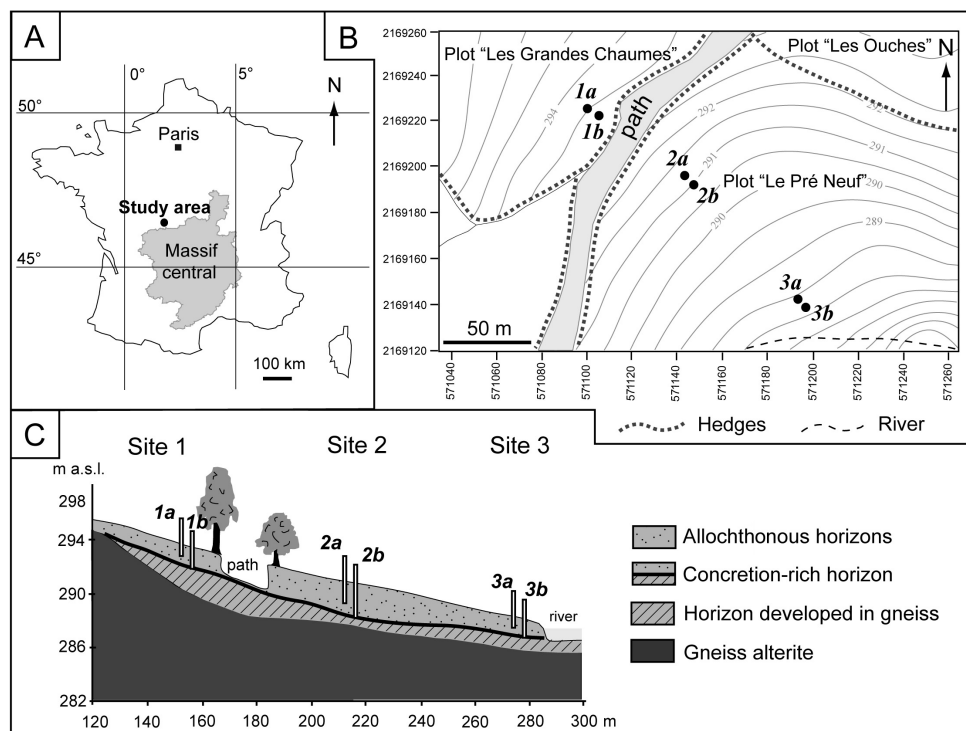 A
0°
5°
N
50°
Paris
Study area
Massif
central
45°
100 km
B
2169260
2169240
2169220
2169200
2169180
2169160
2169140
2169120
Plot “Les Grandes Chaumes”
Plot “Les Ouches”
N
294
1a
1b
path
292
291
2a
2b
Plot “Le Pré Neuf”
290
290
289
291
3a
3b
50 m
571040
571060
571080
571100
571120
571140
571160
571180
571200
571220
571240
571260
Hedges
River
C
Site 1
Site 2
Site 3
m a.s.l.
298
294
290
286
282
1a
1b
path
2a
2b
3a
3b
river
120 140 160 180 200 220 240 260 280 300 m
Allochthonous horizons
Concretion-rich horizon
Horizon developed in gneiss
Gneiss alterite